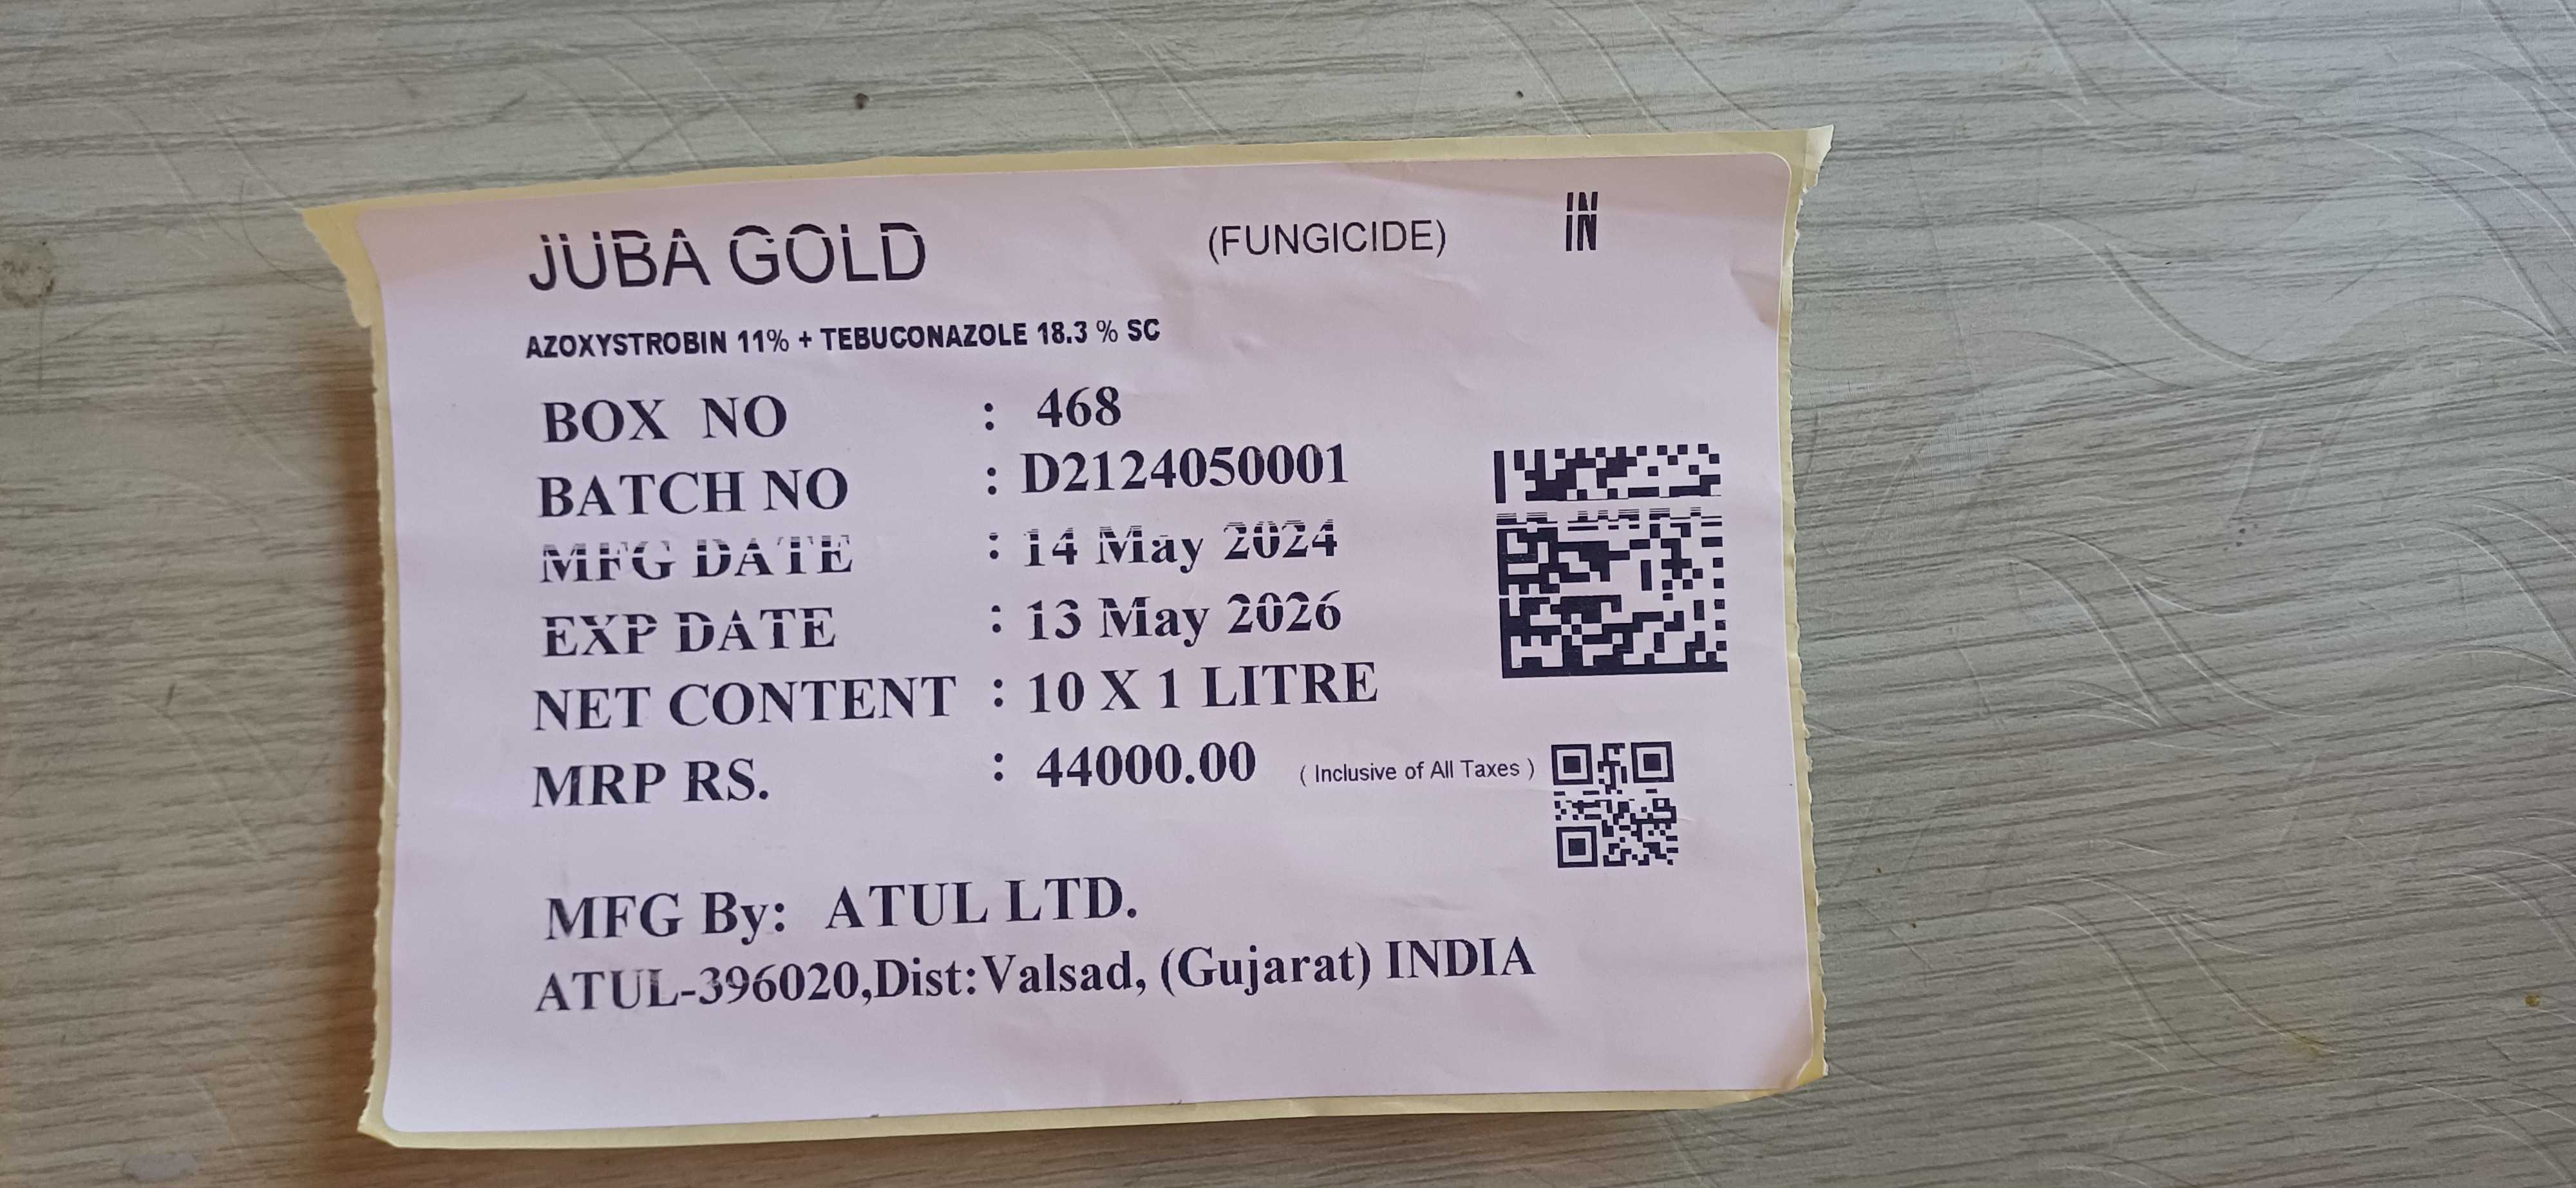 JUBA GOLD (FUNGICIDE) IN
AZOXYSTROBIN 11% + TEBUCONAZOLE 18.3 % SC
BOX NO : 468
BATCH NO : D2124050001
MFG DATE : 14 May 2024
EXP DATE : 13 May 2026
NET CONTENT : 10 X 1 LITRE
MRP RS. : 44000.00 ( Inclusive of All Taxes )
MFG By: ATUL LTD.
ATUL-396020,Dist:Valsad, (Gujarat) INDIA